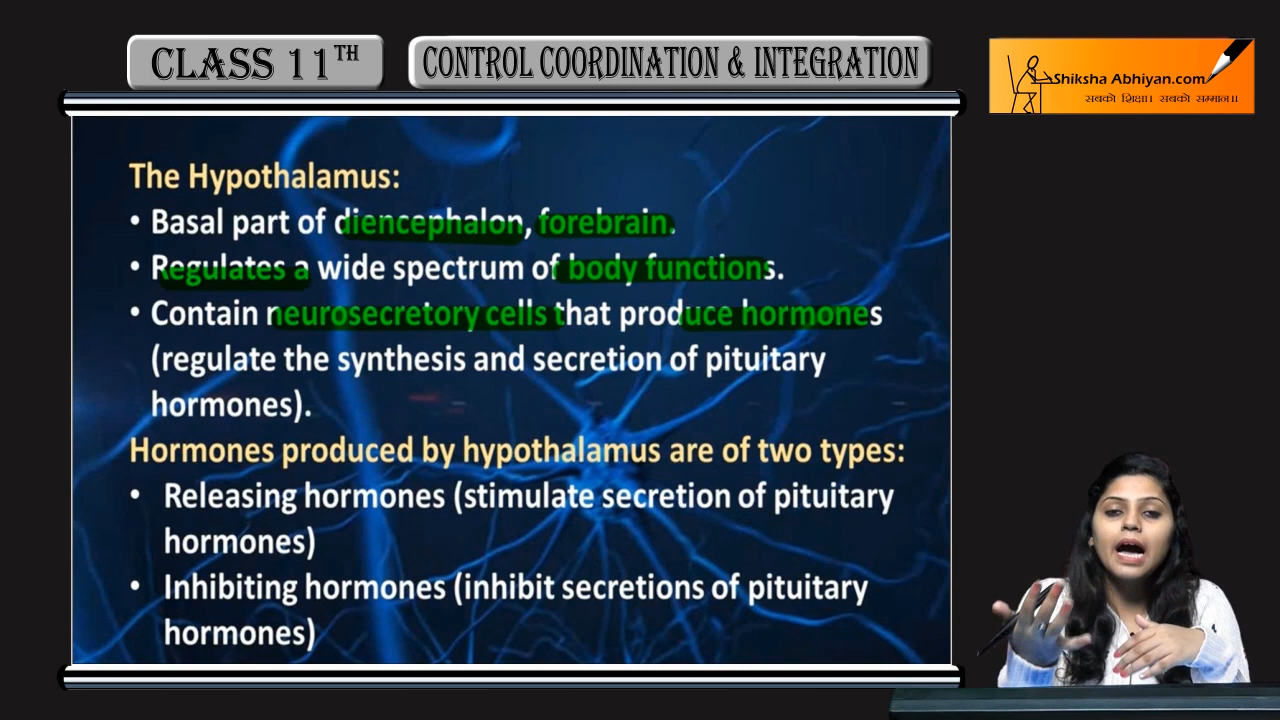 CLASS 11TH
CONTROL COORDINATION & INTEGRATION
Shiksha Abhiyan.com
सबको शिक्षा। सबको सम्मान॥
The Hypothalamus:
• Basal part of diencephalon, forebrain.
• Regulates a wide spectrum of body functions.
• Contain neurosecretory cells that produce hormones
(regulate the synthesis and secretion of pituitary
hormones).
Hormones produced by hypothalamus are of two types:
• Releasing hormones (stimulate secretion of pituitary
hormones)
• Inhibiting hormones (inhibit secretions of pituitary
hormones)